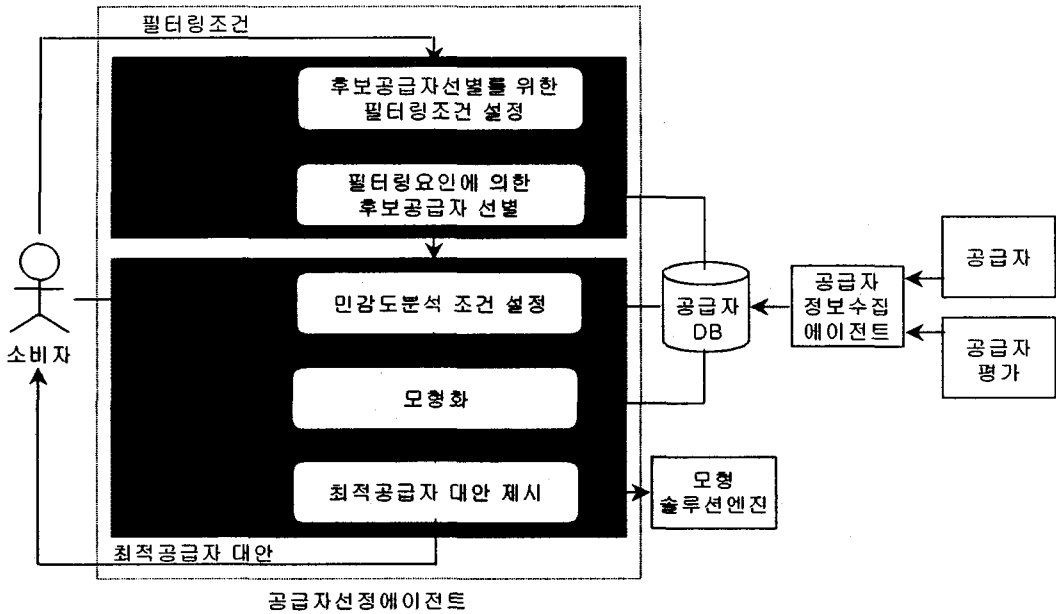 필터링조건
후보공급자선별를 위한
필터링조건 설정
필터링요인에 의한
후보공급자 선별
민감도분석 조건 설정
모형화
최적공급자 대안 제시
소비자
최적공급자 대안
공급자선정에이전트
공급자
DB
공급자
정보수집
에이전트
공급자
공급자
평가
모형
솔루션엔진